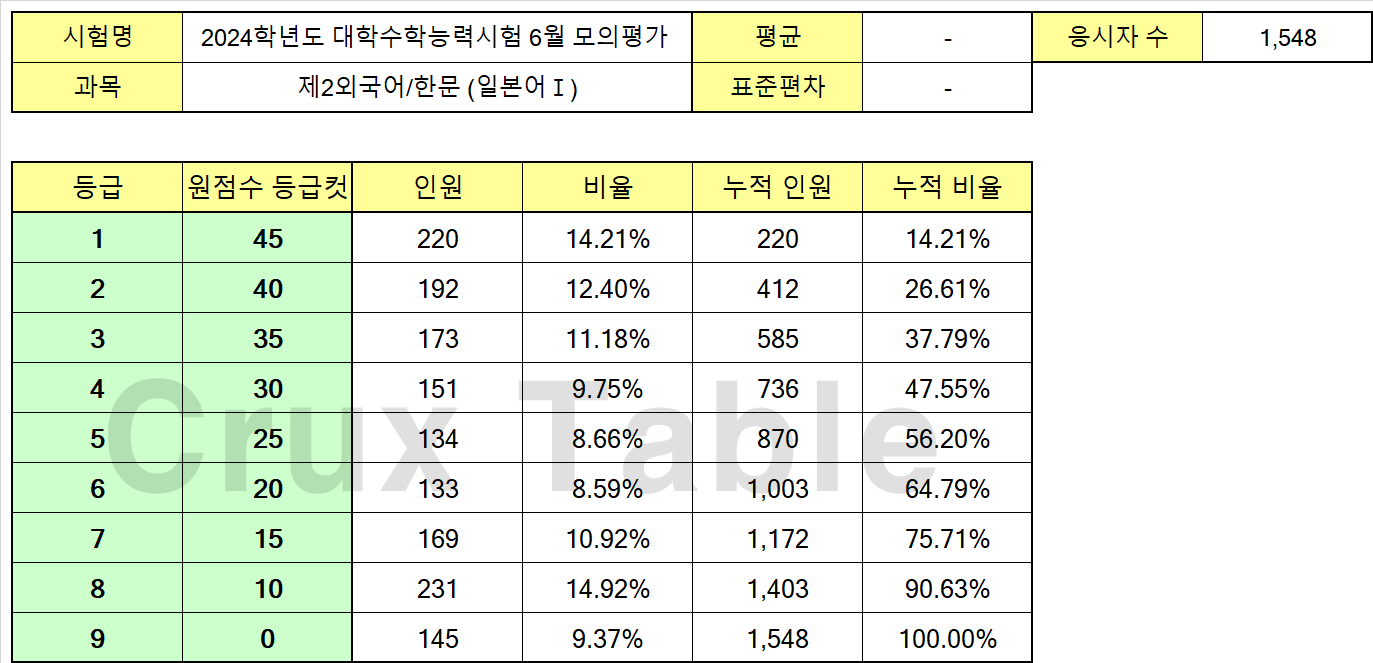 시험명 2024학년도 대학수학능력시험 6월 모의평가 평균 - 응시자 수 1,548
과목 제2외국어/한문 (일본어Ⅰ) 표준편차 -
등급 원점수 등급컷 인원 비율 누적 인원 누적 비율
1 45 220 14.21% 220 14.21%
2 40 192 12.40% 412 26.61%
3 35 173 11.18% 585 37.79%
4 30 151 9.75% 736 47.55%
5 25 134 8.66% 870 56.20%
6 20 133 8.59% 1,003 64.79%
7 15 169 10.92% 1,172 75.71%
8 10 231 14.92% 1,403 90.63%
9 0 145 9.37% 1,548 100.00%
Crux Table